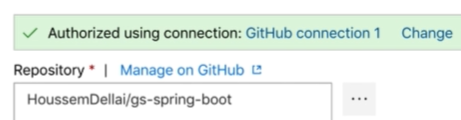 Authorized using connection: GitHub connection 1 Change
Repository * | Manage on GitHub
HoussemDellai/gs-spring-boot ...